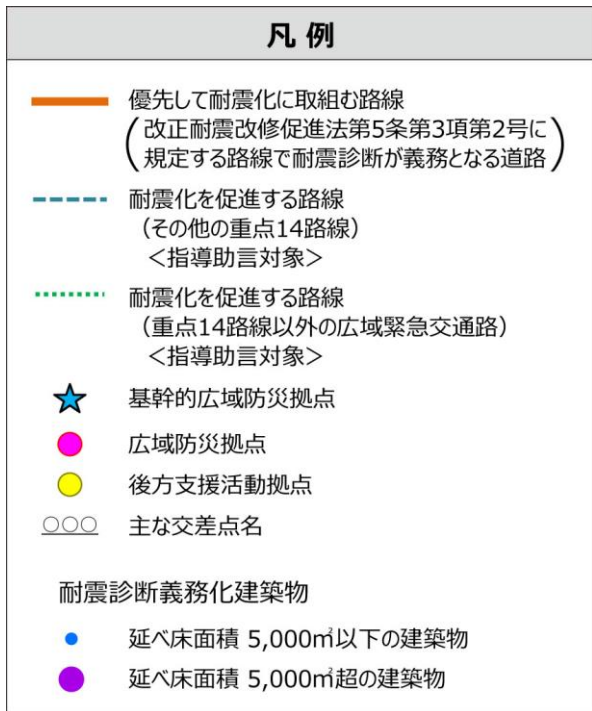 凡例
優先して耐震化に取組む路線
(改正耐震改修促進法第5条第3項第2号に
規定する路線で耐震診断が義務となる道路)
耐震化を促進する路線
(その他の重点14路線)
<指導助言対象>
耐震化を促進する路線
(重点14路線以外の広域緊急交通路)
<指導助言対象>
基幹的広域防災拠点
広域防災拠点
後方支援活動拠点
○○○ 主な交差点名
耐震診断義務化建築物
延べ床面積 5,000㎡以下の建築物
延べ床面積 5,000㎡超の建築物